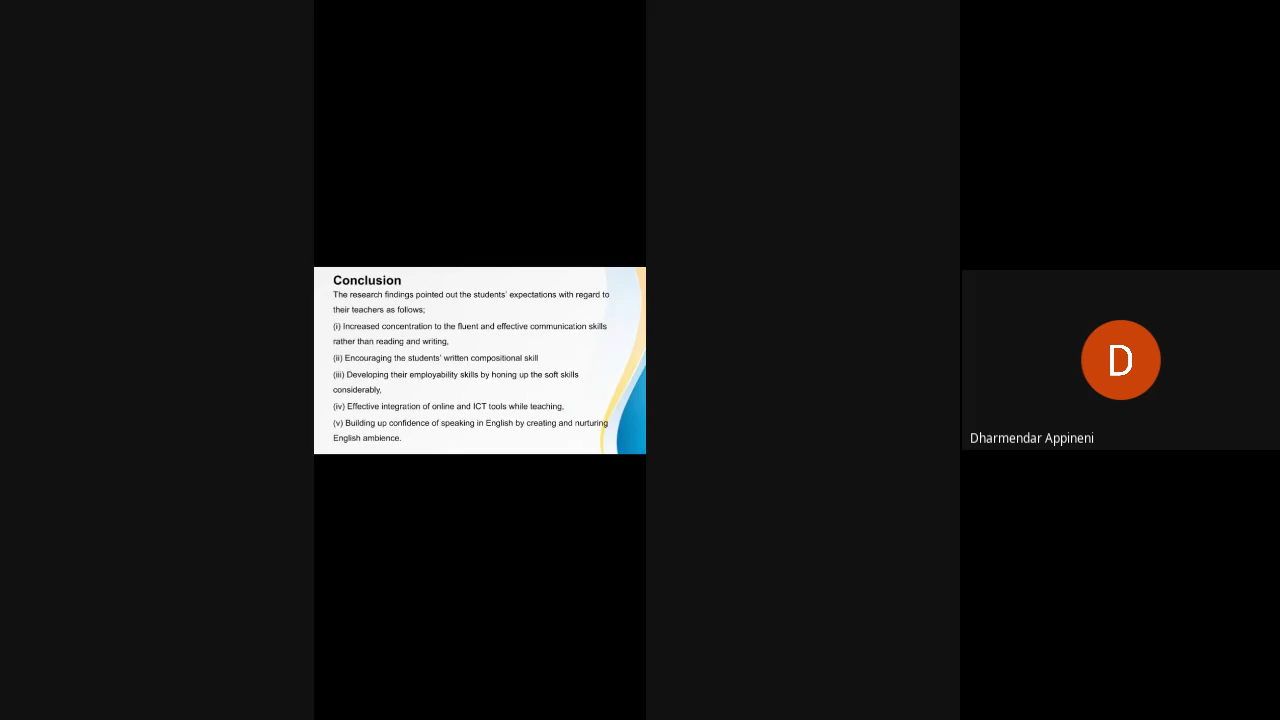 Conclusion
The research findings pointed out the students' expectations with regard to
their teachers as follows;
(i) Increased concentration to the fluent and effective communication skills
rather than reading and writing,
(ii) Encouraging the students' written compositional skill
(iii) Developing their employability skills by honing up the soft skills
considerably,
(iv) Effective integration of online and ICT tools while teaching,
(v) Building up confidence of speaking in English by creating and nurturing
English ambience.
D
Dharmendar Appineni